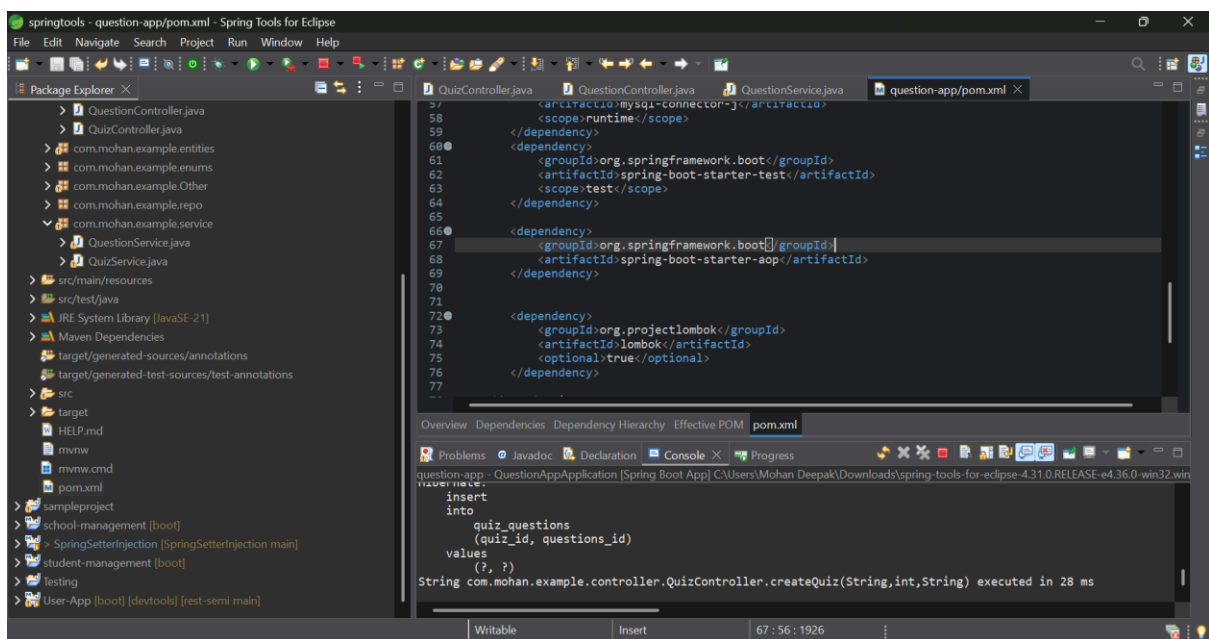 springtools - question-app/pom.xml - Spring Tools for Eclipse
File Edit Navigate Search Project Run Window Help
Package Explorer
QuestionController.java
QuizController.java
com.mohan.example.entities
com.mohan.example.enums
com.mohan.example.Other
com.mohan.example.repo
com.mohan.example.service
QuestionService.java
QuizService.java
src/main/resources
src/test/java
JRE System Library [JavaSE-21]
Maven Dependencies
target/generated-sources/annotations
target/generated-test-sources/test-annotations
src
target
HELP.md
mvnw
mvnw.cmd
pom.xml
sampleproject
school-management [boot]
> SpringSetterInjection [SpringSetterInjection main]
student-management [boot]
Testing
User-App [boot] [devtools] [rest-semi main]
QuizController.java QuestionController.java QuestionService.java question-app/pom.xml
57 <artifactId>mysql-connector-j</artifactId>
58 <scope>runtime</scope>
59 </dependency>
60 <dependency>
61 <groupId>org.springframework.boot</groupId>
62 <artifactId>spring-boot-starter-test</artifactId>
63 <scope>test</scope>
64 </dependency>
65
66 <dependency>
67 <groupId>org.springframework.boot</groupId>
68 <artifactId>spring-boot-starter-aop</artifactId>
69 </dependency>
70
71
72 <dependency>
73 <groupId>org.projectlombok</groupId>
74 <artifactId>lombok</artifactId>
75 <optional>true</optional>
76 </dependency>
77
Overview Dependencies Dependency Hierarchy Effective POM pom.xml
Problems Javadoc Declaration Console Progress
question-app - QuestionAppApplication [Spring Boot App] C:\Users\Mohan Deepak\Downloads\spring-tools-for-eclipse-4.31.0.RELEASE-e4.36.0-win32.win
Hibernate:
insert
into
quiz_questions
(quiz_id, questions_id)
values
(?, ?)
String com.mohan.example.controller.QuizController.createQuiz(String,int,String) executed in 28 ms
Writable Insert 67 : 56 : 1926